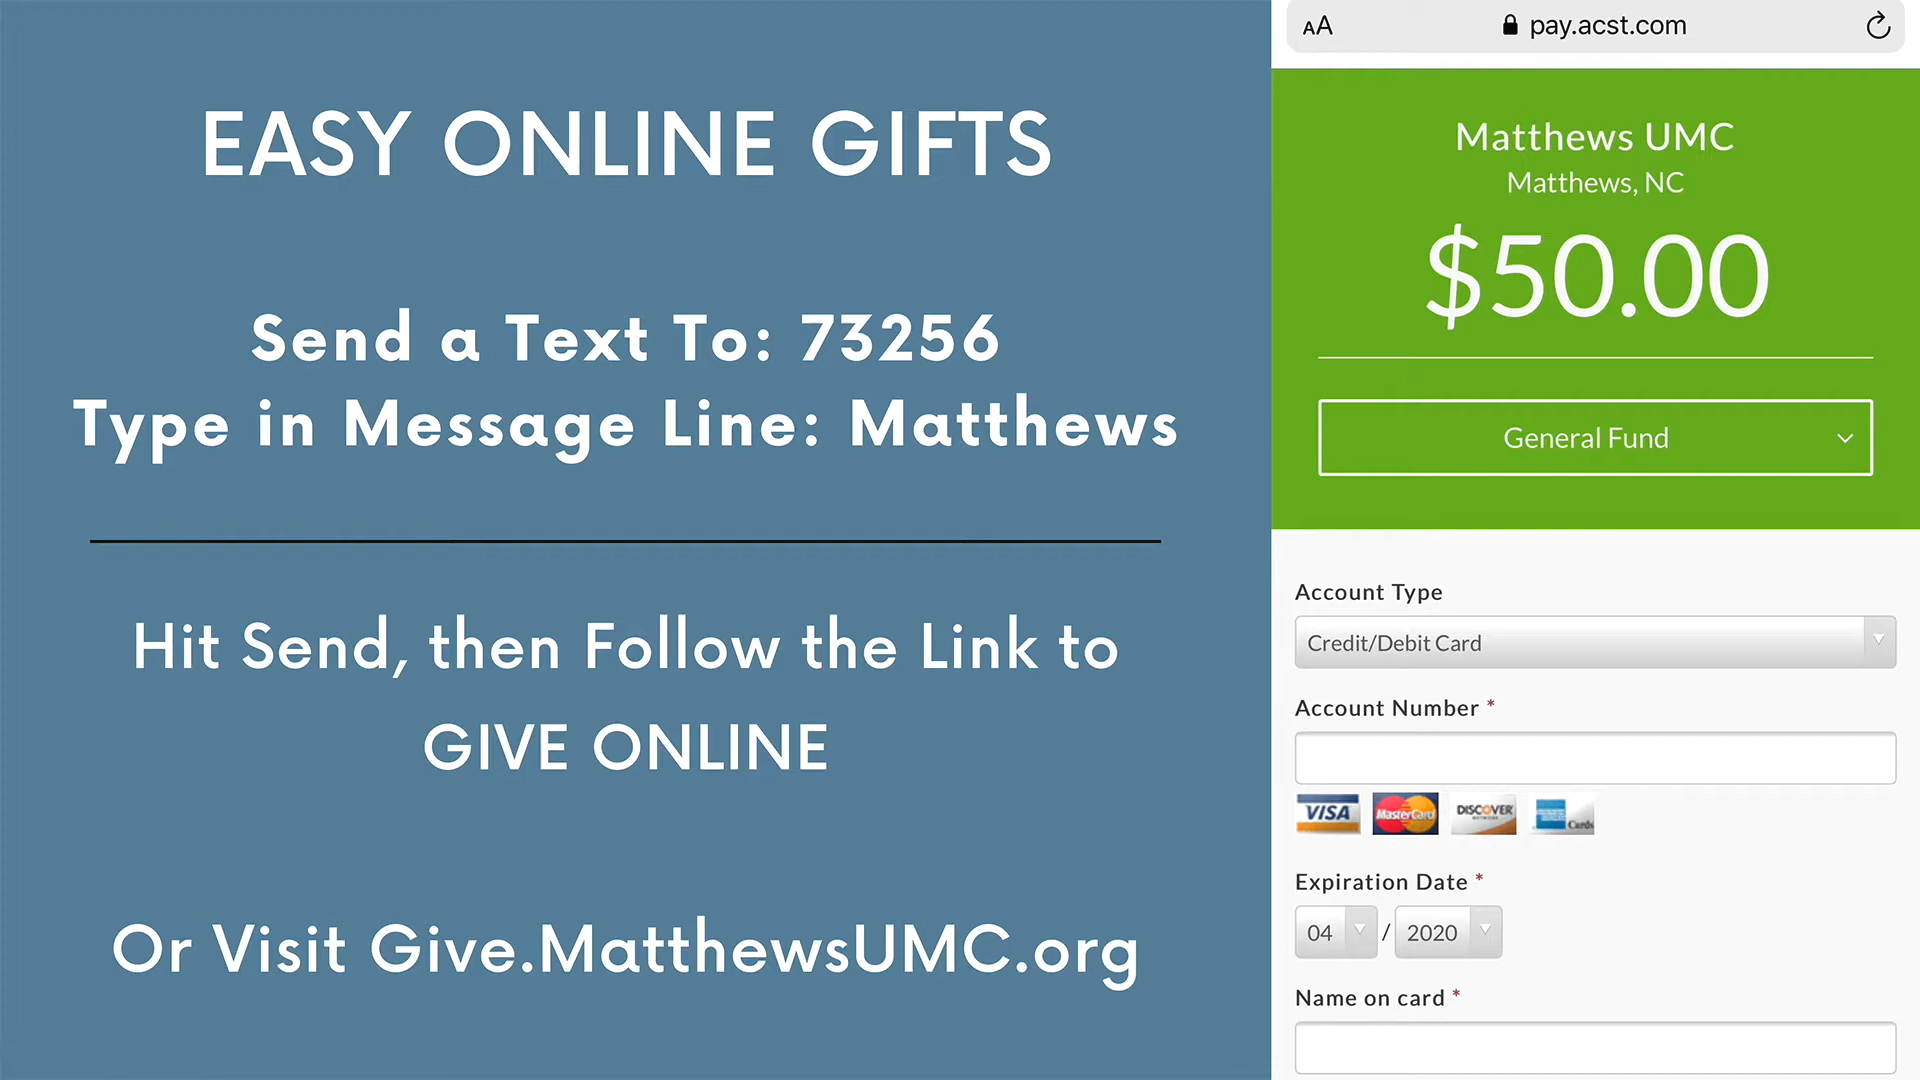 EASY ONLINE GIFTS
Send a Text To: 73256
Type in Message Line: Matthews
Hit Send, then Follow the Link to
GIVE ONLINE
Or Visit Give.MatthewsUMC.org
AA pay.acst.com
Matthews UMC
Matthews, NC
$50.00
General Fund
Account Type
Credit/Debit Card
Account Number *
VISA MasterCard DISCOVER NETWORK Cards
Expiration Date *
04 / 2020
Name on card *